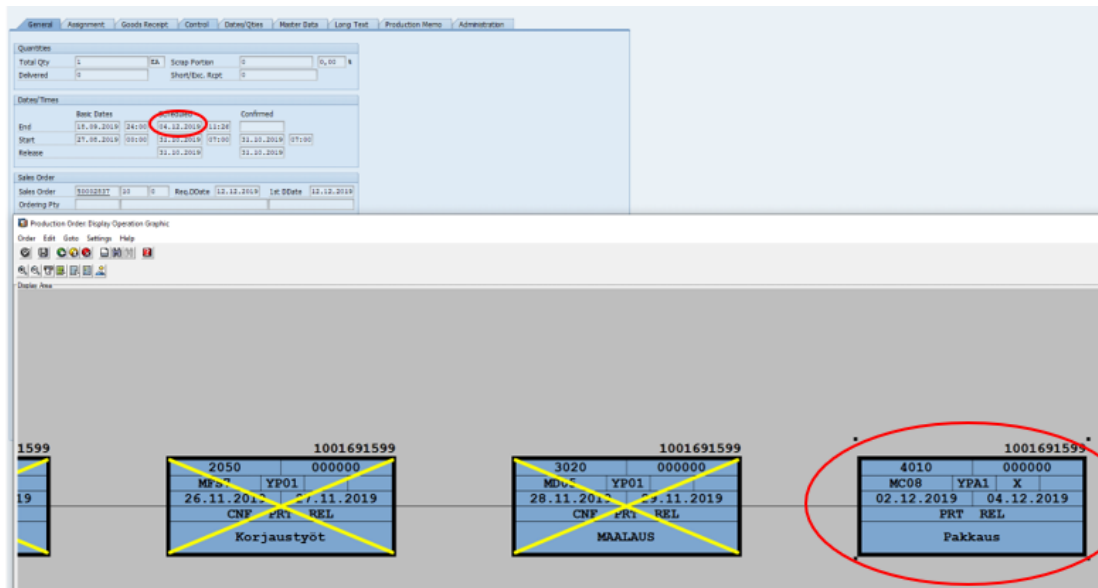 General Assignment Goods Receipt Control Dates/Qties Master Data Long Text Production Memo Administration
Quantities
Total Qty 1 EA Scrap Portion 0 0,00 %
Delivered 0 Short/Exc. Rcpt 0
Dates/Times
Basic Dates Scheduled Confirmed
End 18.09.2019 24:00 04.12.2019 11:26
Start 27.08.2019 00:00 31.10.2019 07:00 31.10.2019 07:00
Release 31.10.2019 31.10.2019
Sales Order
Sales Order 10 0 Req.DDate 12.12.2019 1st DDate 12.12.2019
Ordering Pty
Production Order: Display Operation Graphic
Order Edit Goto Settings Help
Display Area
1599 1001691599 1001691599 1001691599
2050 000000 3020 000000 4010 000000
YP01 YP01 MC08 YPA1 X
19 26.11.2019 27.11.2019 28.11.2019 29.11.2019 02.12.2019 04.12.2019
CNF PRT REL CNF PRT REL PRT REL
Korjaustyöt MAALAUS Pakkaus